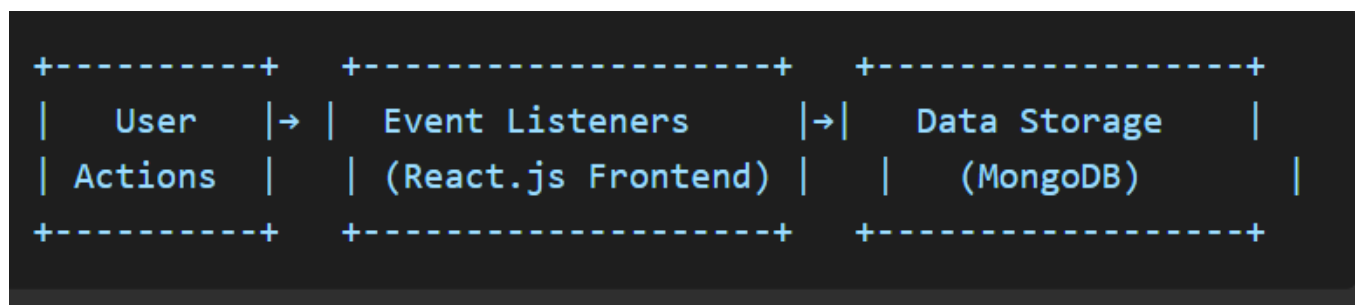 +----------+   +--------------------+   +------------------+
|   User   |→ |  Event Listeners     |→|   Data Storage    |
| Actions  |   | (React.js Frontend) |   |   (MongoDB)       |
+----------+   +--------------------+   +------------------+